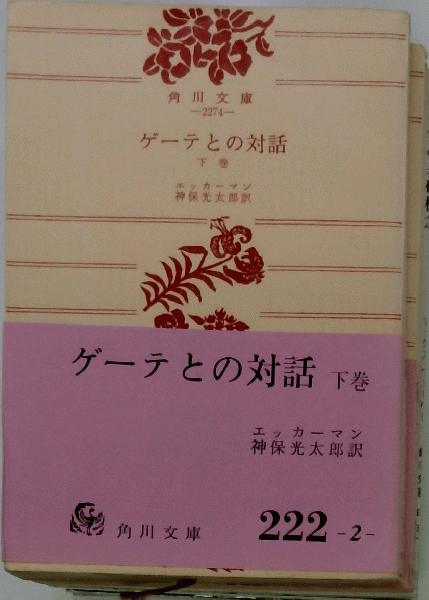 角川文庫
―2274―
ゲーテとの対話
下巻
エッカーマン
神保光太郎訳
ゲーテとの対話 下巻
エッカーマン
神保光太郎訳
角川文庫 222 -2-